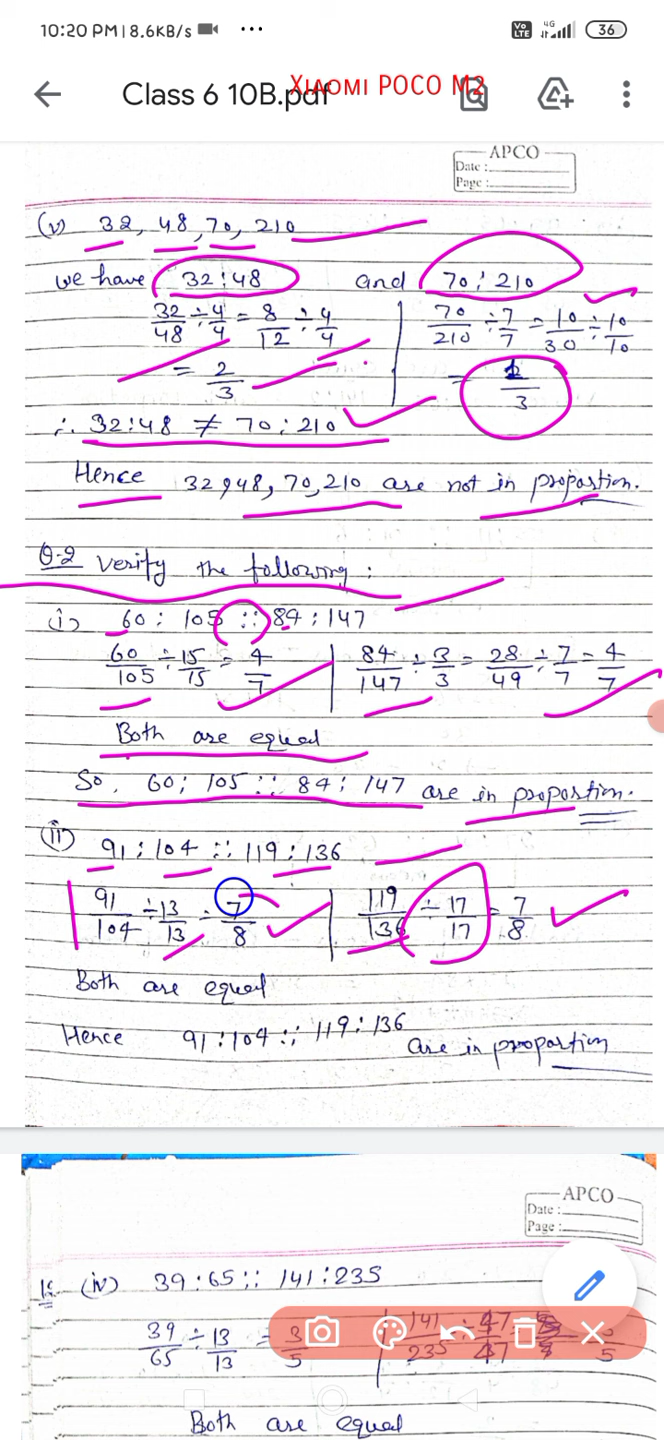 10:20 PM | 8.6KB/s ... Vo LTE 4G 36
Class 6 10B.pdf
XIAOMI POCO M2
APCO
Date :
Page :
(v) 32, 48, 70, 210
we have 32:48 and 70:210
32/48 ÷ 4/4 = 8/12 ÷ 4/4 | 70/210 ÷ 7/7 = 10/30 ÷ 10/10
= 2/3 = 1/3
∴ 32:48 ≠ 70:210
Hence 32,48,70,210 are not in proportion.
Q-2 Verify the following:
(i) 60 : 105 :: 84 : 147
60/105 ÷ 15/15 = 4/7 | 84/147 ÷ 3/3 = 28/49 ÷ 7/7 = 4/7
Both are equal
So, 60 : 105 :: 84 : 147 are in proportion.
(ii) 91 : 104 :: 119 : 136
91/104 ÷ 13/13 = 7/8 | 119/136 ÷ 17/17 = 7/8
Both are equal
Hence 91 : 104 :: 119 : 136 are in proportion
APCO
Date :
Page :
(iv) 39 : 65 :: 141 : 235
39/65 ÷ 13/13 = 3/5 | 141/235 ÷ 47/47 /5
Both are equal